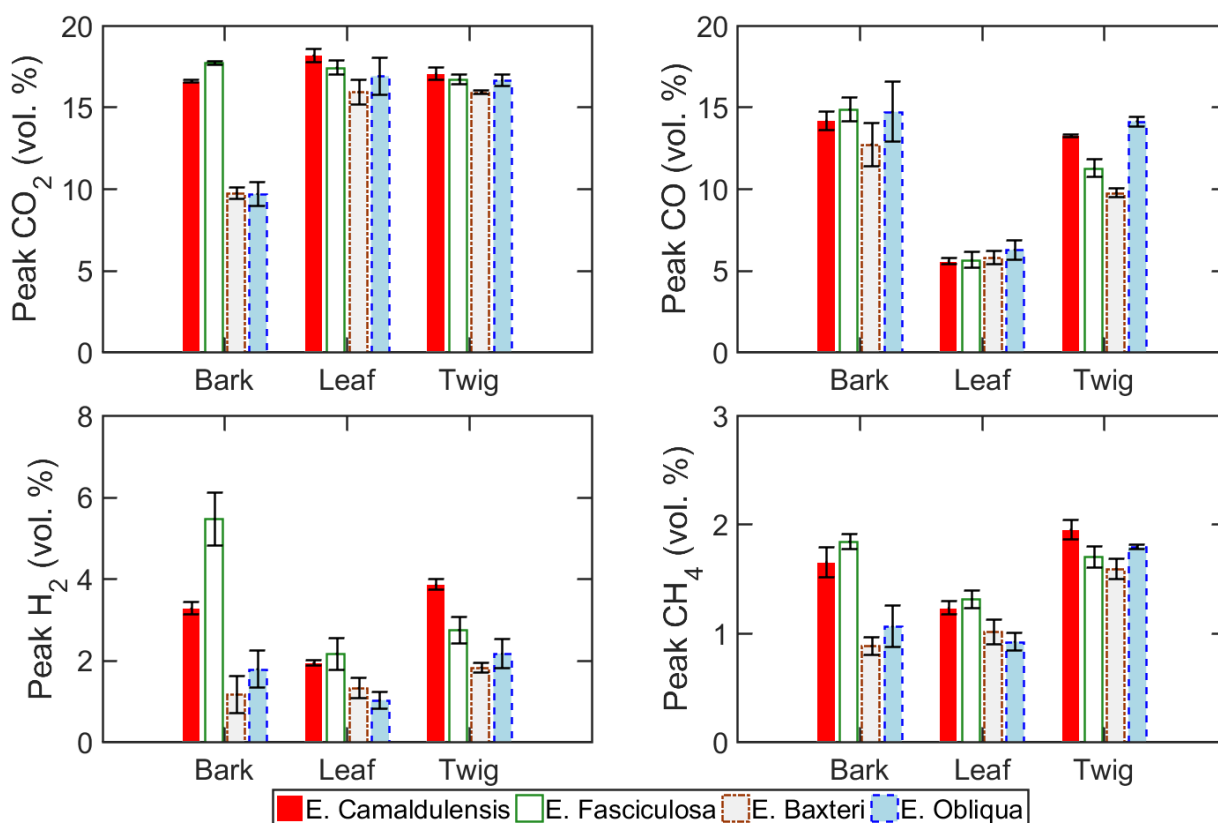 Peak CO2 (vol. %)
20
15
10
5
0
Bark Leaf Twig
Peak CO (vol. %)
20
15
10
5
0
Bark Leaf Twig
Peak H2 (vol. %)
8
6
4
2
0
Bark Leaf Twig
Peak CH4 (vol. %)
3
2
1
0
Bark Leaf Twig
E. Camaldulensis E. Fasciculosa E. Baxteri E. Obliqua